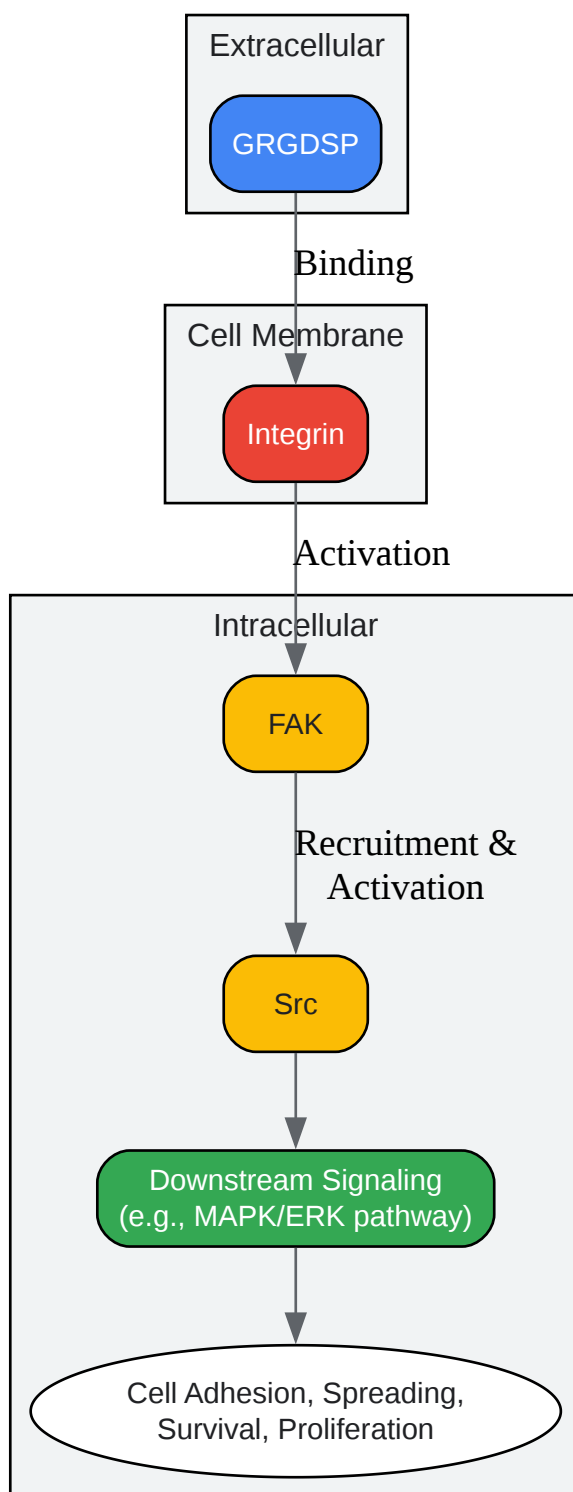 Extracellular
GRGDSP
Binding
Cell Membrane
Integrin
Activation
Intracellular
FAK
Recruitment &
Activation
Src
Downstream Signaling
(e.g., MAPK/ERK pathway)
Cell Adhesion, Spreading,
Survival, Proliferation